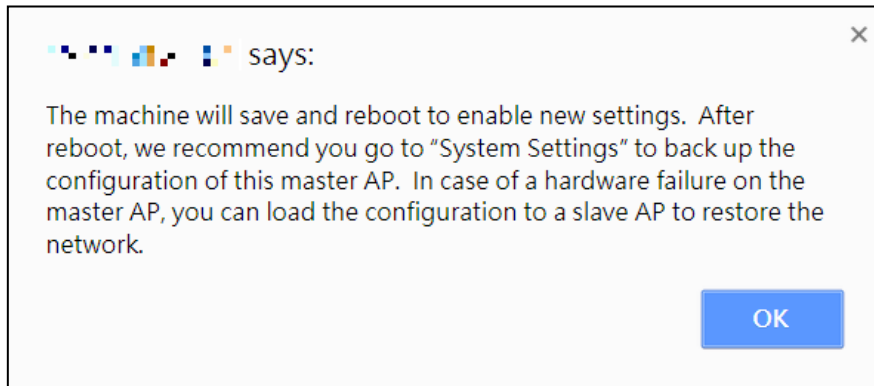 says:
The machine will save and reboot to enable new settings.  After
reboot, we recommend you go to “System Settings” to back up the
configuration of this master AP.  In case of a hardware failure on the
master AP, you can load the configuration to a slave AP to restore the
network.
OK